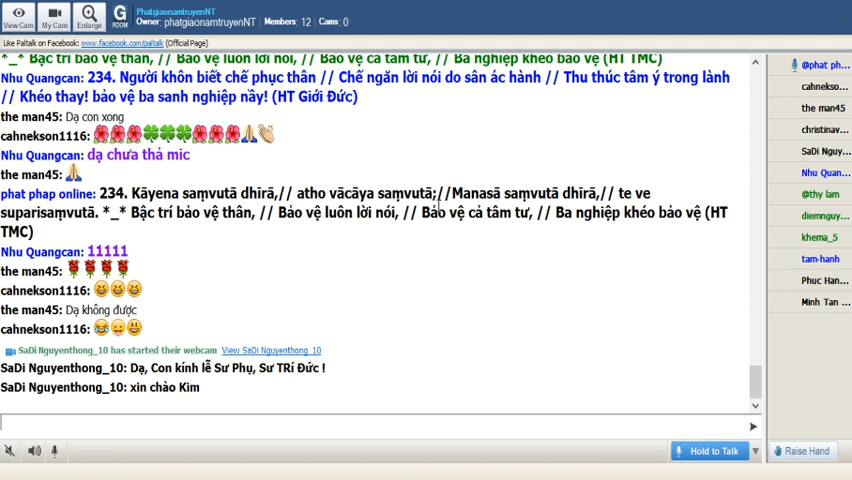 PhatgiaonamtruyenNT
Owner: phatgiaonamtruyenNT Members: 12 Cams: 0
View Cam My Cam Enlarge G ROOM
Like Paltalk on Facebook: www.facebook.com/paltalk (Official Page)
*_* Bậc trí bảo vệ thân, // Bảo vệ luôn lời nói, // Bảo vệ cả tâm tư, // Ba nghiệp khéo bảo vệ (HT TMC)
Nhu Quangcan: 234. Người khôn biết chế phục thân // Chế ngăn lời nói do sân ác hành // Thu thúc tâm ý trong lành
// Khéo thay! bảo vệ ba sanh nghiệp nầy! (HT Giới Đức)
the man45: Dạ con xong
cahnekson1116:
Nhu Quangcan: dạ chưa thả mic
the man45:
phat phap online: 234. Kāyena saṃvutā dhīrā,// atho vācāya saṃvutā;//Manasā saṃvutā dhīrā,// te ve
suparisaṃvutā. *_* Bậc trí bảo vệ thân, // Bảo vệ luôn lời nói, // Bảo vệ cả tâm tư, // Ba nghiệp khéo bảo vệ (HT
TMC)
Nhu Quangcan: 11111
the man45:
cahnekson1116:
the man45: Dạ không được
cahnekson1116:
SaDi Nguyenthong_10 has started their webcam View SaDi Nguyenthong_10
SaDi Nguyenthong_10: Dạ, Con kính lễ Sư Phụ, Sư TRí Đức !
SaDi Nguyenthong_10: xin chào Kim
Hold to Talk
@phat ph...
cahnekso...
the man45
christinav...
SaDi Nguy...
Nhu Quan...
@thy lam
diemnguy...
khema_5
tam-hanh
Phuc Han...
Minh Tan ...
Raise Hand